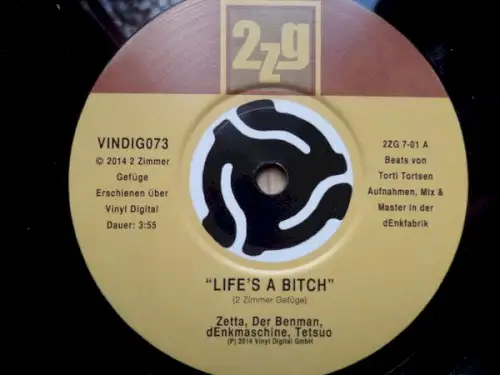 2zg
VINDIG073
© 2014 2 Zimmer
Gefüge
Erschienen über
Vinyl Digital
Dauer: 3:55
2ZG 7-01 A
Beats von
Torti Tortsen
Aufnahmen, Mix &
Master in der
dEnkfabrik
"LIFE'S A BITCH"
(2 Zimmer Gefüge)
Zetta, Der Benman,
dEnkmaschine, Tetsuo
(P) 2014 Vinyl Digital GmbH